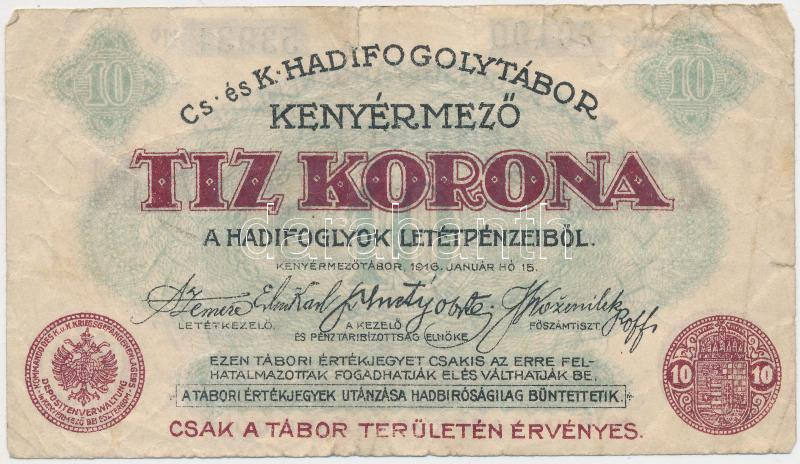 Cs. és K. HADIFOGOLYTÁBOR
10 10
KENYÉRMEZŐ
TIZ KORONA
darabanth
A HADIFOGLYOK LETÉTPÉNZEIBŐL.
KENYÉRMEZŐTÁBOR, 1916. JANUÁR HÓ 15.
LETÉTKEZELŐ. A KEZELŐ FŐSZÁMTISZT.
ÉS PÉNZTÁRIBIZOTTSÁG ELNÖKE.
EZEN TÁBORI ÉRTÉKJEGYET CSAKIS AZ ERRE FEL-
HATALMAZOTTAK FOGADHATJÁK EL ÉS VÁLTHATJÁK BE.
A TÁBORI ÉRTÉKJEGYEK UTÁNZÁSA HADBIRÓSÁGILAG BÜNTETTETIK.
CSAK A TÁBOR TERÜLETÉN ÉRVÉNYES.
DEPOSITENVERWALTUNG
10 10